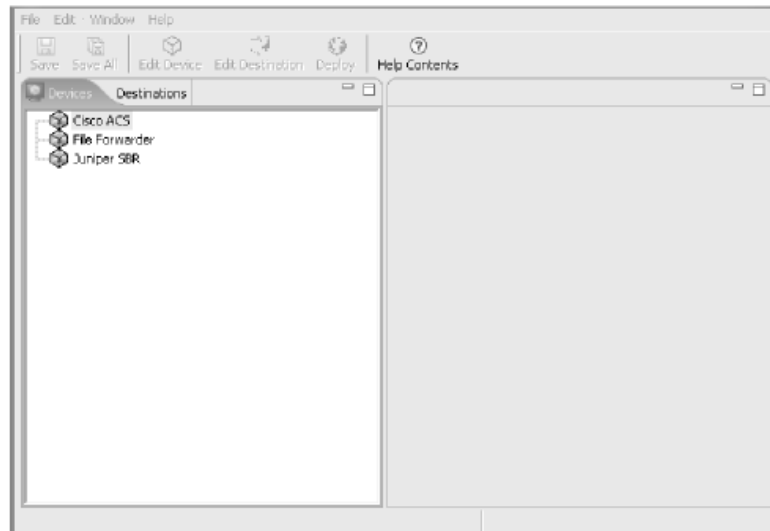 File Edit Window Help
Save Save All Edit Device Edit Destination Deploy Help Contents
Devices Destinations
Cisco ACS
File Forwarder
Juniper SBR